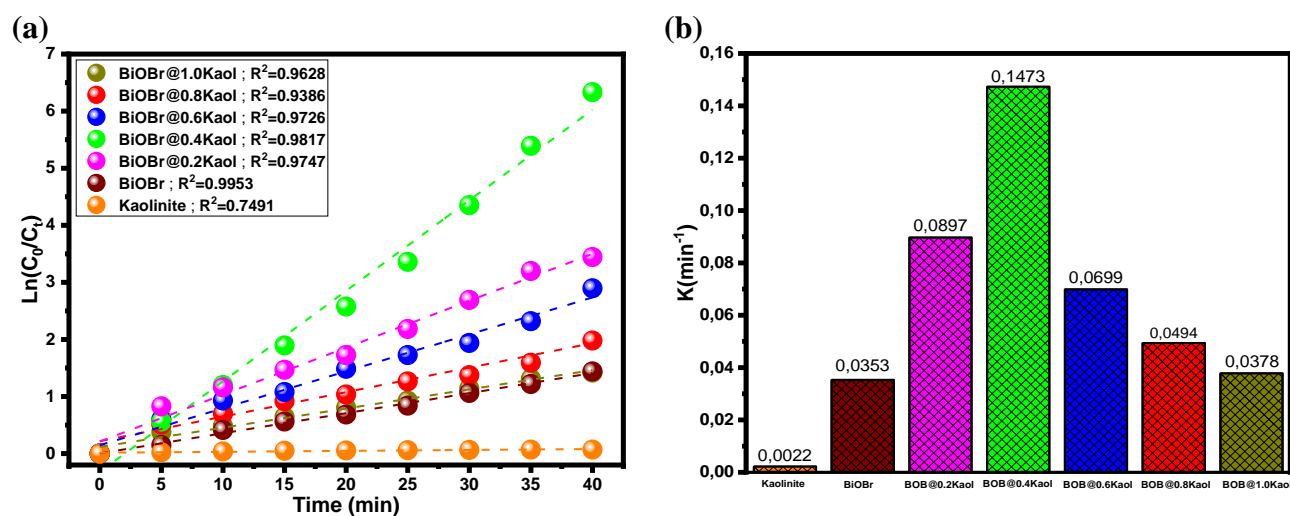 (a)
7
6
5
4
3
2
1
0
Ln(C₀/Cₜ)
BiOBr@1.0Kaol ; R²=0.9628
BiOBr@0.8Kaol ; R²=0.9386
BiOBr@0.6Kaol ; R²=0.9726
BiOBr@0.4Kaol ; R²=0.9817
BiOBr@0.2Kaol ; R²=0.9747
BiOBr ; R²=0.9953
Kaolinite ; R²=0.7491
0 5 10 15 20 25 30 35 40
Time (min)
(b)
0,16
0,14
0,12
0,10
0,08
0,06
0,04
0,02
0,00
K(min⁻¹)
0,0022
0,0353
0,0897
0,1473
0,0699
0,0494
0,0378
Kaolinite BiOBr BOB@0.2Kaol BOB@0.4Kaol BOB@0.6Kaol BOB@0.8Kaol BOB@1.0Kaol